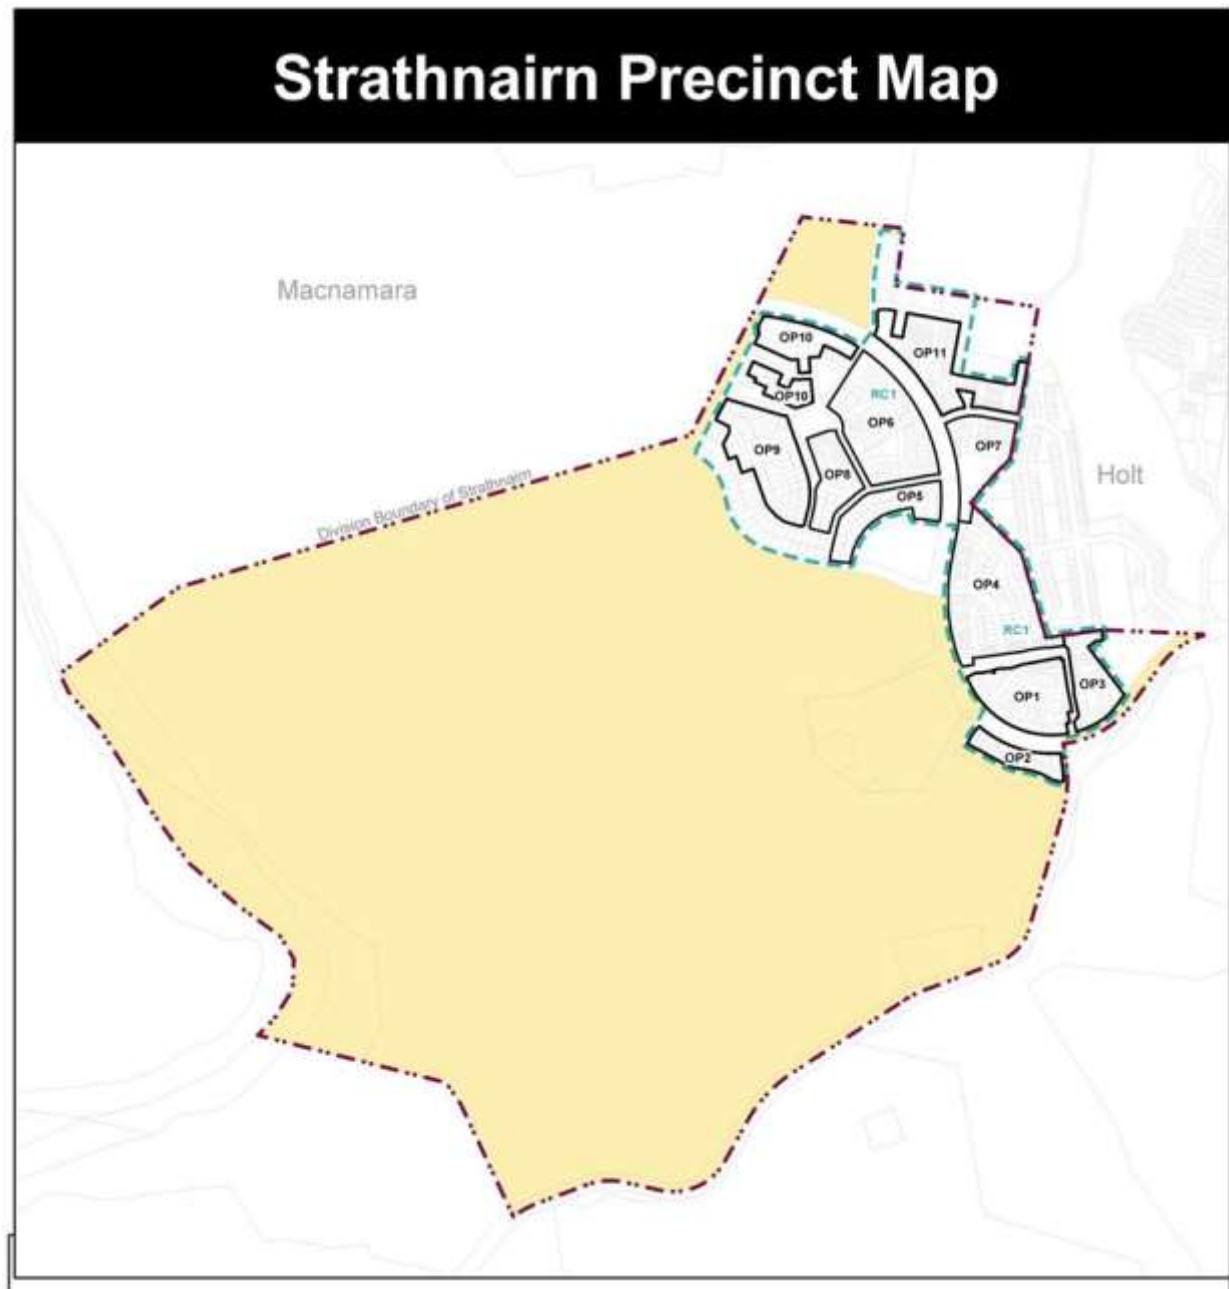 Strathnairn Precinct Map
Macnamara
OP10
OP11
OP10
RC1
OP6
OP9
OP7
OP8
Holt
Division Boundary of Strathnairn
OP5
OP4
RC1
OP3
OP1
OP2